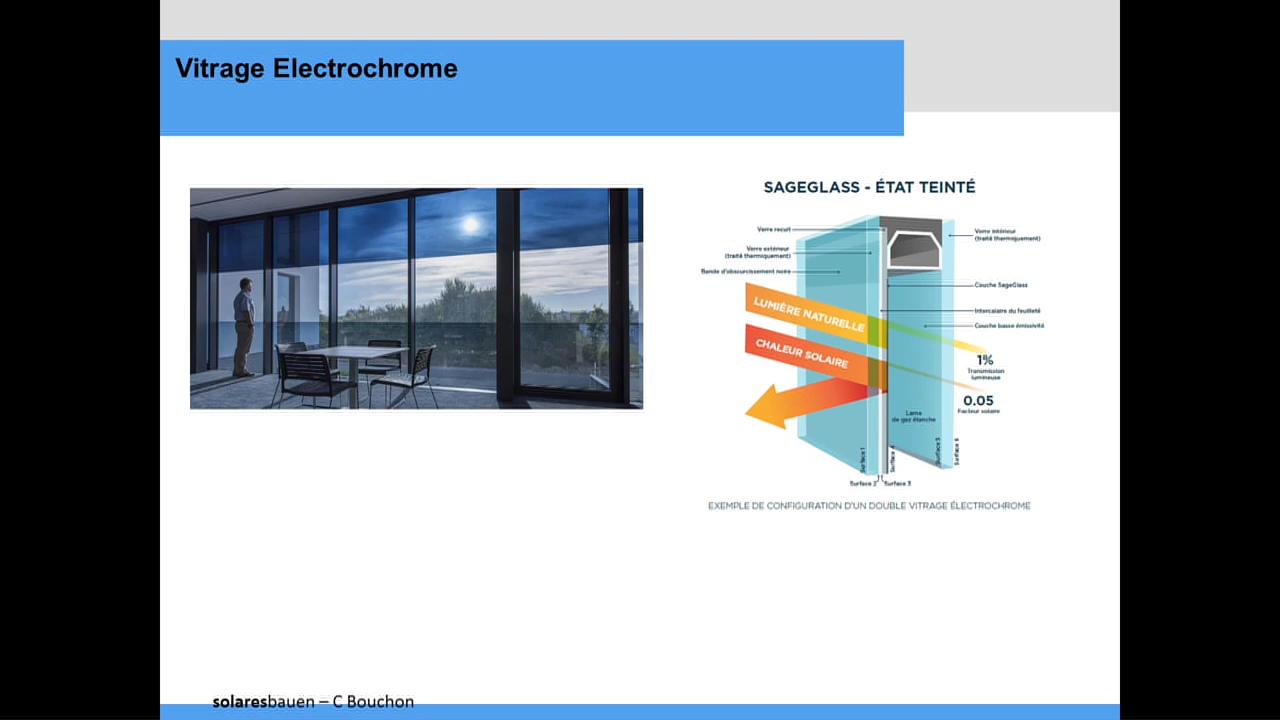 Vitrage Electrochrome
SAGEGLASS - ÉTAT TEINTÉ
Verre recuit
Verre extérieur
(traité thermiquement)
Bande d'obscurcissement noire
Verre intérieur
(traité thermiquement)
Couche SageGlass
Intercalaire du feuilleté
Couche basse émissivité
LUMIÈRE NATURELLE
CHALEUR SOLAIRE
1%
Transmission
lumineuse
0.05
Facteur solaire
Lame
de gaz étanche
Surface 1
Surface 2
Surface 3
Surface 4
Surface 5
Surface 6
EXEMPLE DE CONFIGURATION D'UN DOUBLE VITRAGE ÉLECTROCHROME
solaresbauen – C Bouchon